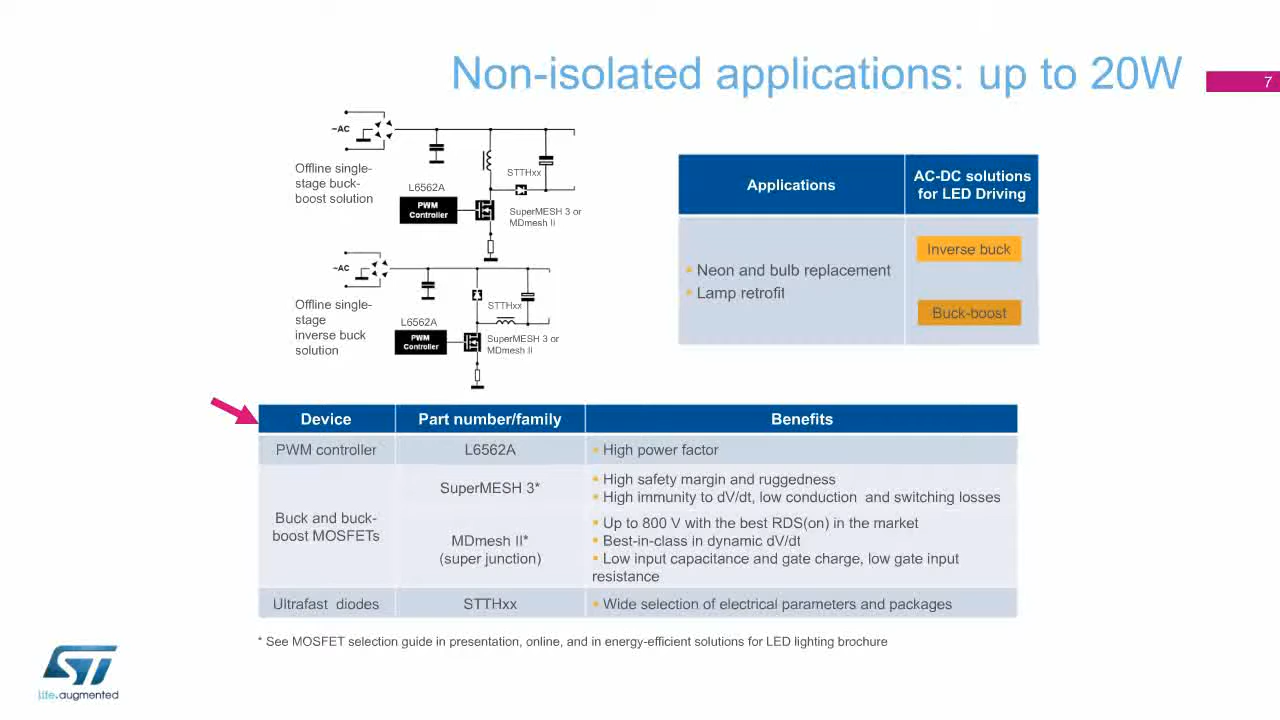 Non-isolated applications: up to 20W
7
~AC
Offline single-
stage buck-
boost solution
L6562A
PWM
Controller
STTHxx
SuperMESH 3 or
MDmesh Ii
~AC
Offline single-
stage
inverse buck
solution
L6562A
PWM
Controller
STTHxx
SuperMESH 3 or
MDmesh Ii
Applications
AC-DC solutions
for LED Driving
Neon and bulb replacement
Lamp retrofit
Inverse buck
Buck-boost
Device
Part number/family
Benefits
PWM controller
L6562A
High power factor
Buck and buck-
boost MOSFETs
SuperMESH 3*
High safety margin and ruggedness
High immunity to dV/dt, low conduction and switching losses
MDmesh II*
(super junction)
Up to 800 V with the best RDS(on) in the market
Best-in-class in dynamic dV/dt
Low input capacitance and gate charge, low gate input
resistance
Ultrafast diodes
STTHxx
Wide selection of electrical parameters and packages
* See MOSFET selection guide in presentation, online, and in energy-efficient solutions for LED lighting brochure
ST
life.augmented